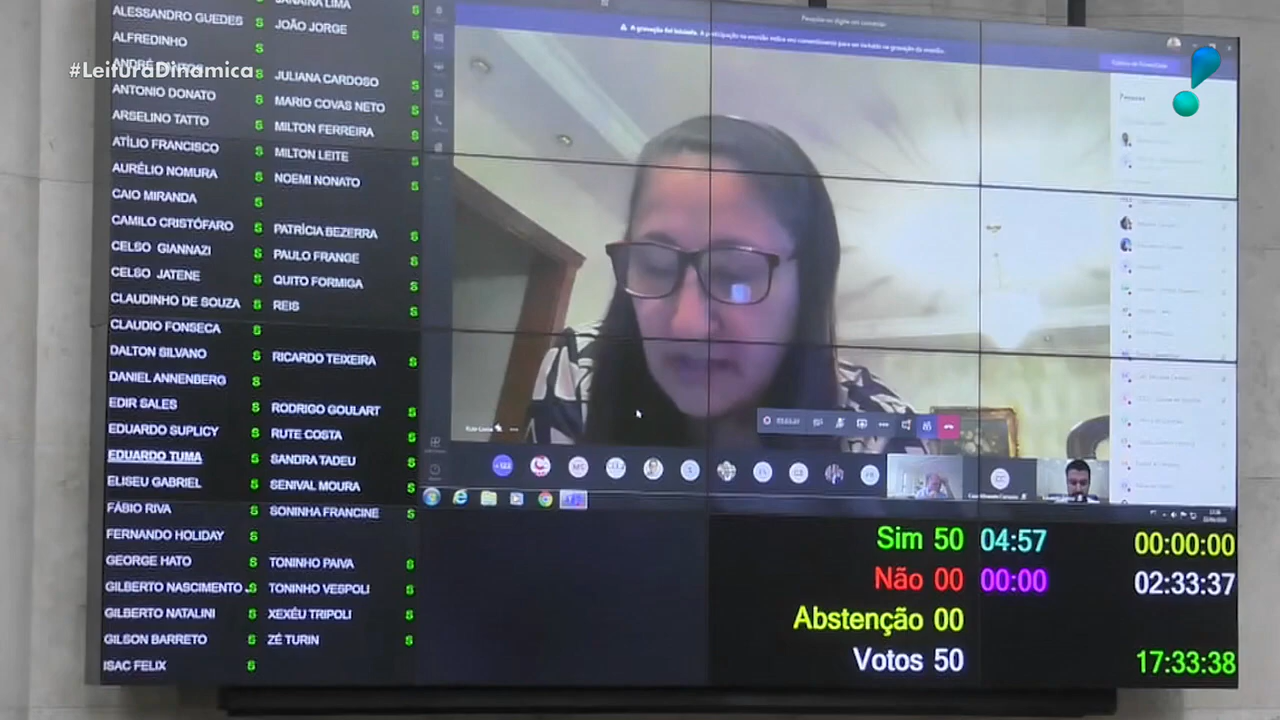 #LeituraDinamica
ALESSANDRO GUEDES S
ALFREDINHO S
ANTONIO DONATO S
ARSELINO TATTO S
ATÍLIO FRANCISCO S
AURÉLIO NOMURA S
CAIO MIRANDA S
CAMILO CRISTÓFARO S
CELSO GIANNAZI S
CELSO JATENE S
CLAUDINHO DE SOUZA S
CLAUDIO FONSECA S
DALTON SILVANO S
DANIEL ANNENBERG S
EDIR SALES S
EDUARDO SUPLICY S
EDUARDO TUMA S
ELISEU GABRIEL S
FÁBIO RIVA S
FERNANDO HOLIDAY S
GEORGE HATO S
GILBERTO NASCIMENTO S
GILBERTO NATALINI S
GILSON BARRETO S
ISAC FELIX S
JANAÍNA LIMA S
JOÃO JORGE S
JULIANA CARDOSO S
MARIO COVAS NETO S
MILTON FERREIRA S
MILTON LEITE S
NOEMI NONATO S
PATRÍCIA BEZERRA S
PAULO FRANGE S
QUITO FORMIGA S
REIS S
RICARDO TEIXEIRA S
RODRIGO GOULART S
RUTE COSTA S
SANDRA TADEU S
SENIVAL MOURA S
SONINHA FRANCINE S
TONINHO PAIVA S
TONINHO VESPOLI S
XEXÉU TRIPOLI S
ZÉ TURIN S
A gravação foi iniciada.
Sim 50 04:57 00:00:00
Não 00 00:00 02:33:37
Abstenção 00
Votos 50 17:33:38